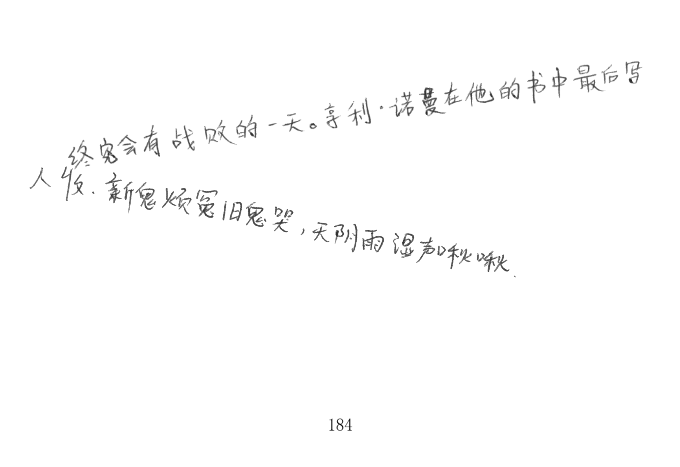 终究会有战败的一天。亨利·诺曼在他的书中最后写
人收.新鬼烦冤旧鬼哭,天阴雨湿声啾啾.
184